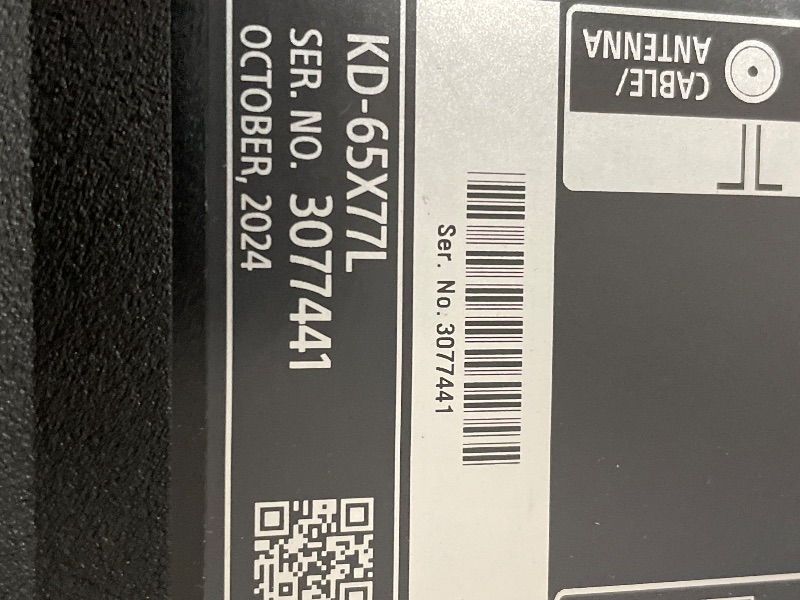 KD-65X77L
SER. NO. 3077441
OCTOBER, 2024
Ser. No. 3077441
CABLE/
ANTENNA